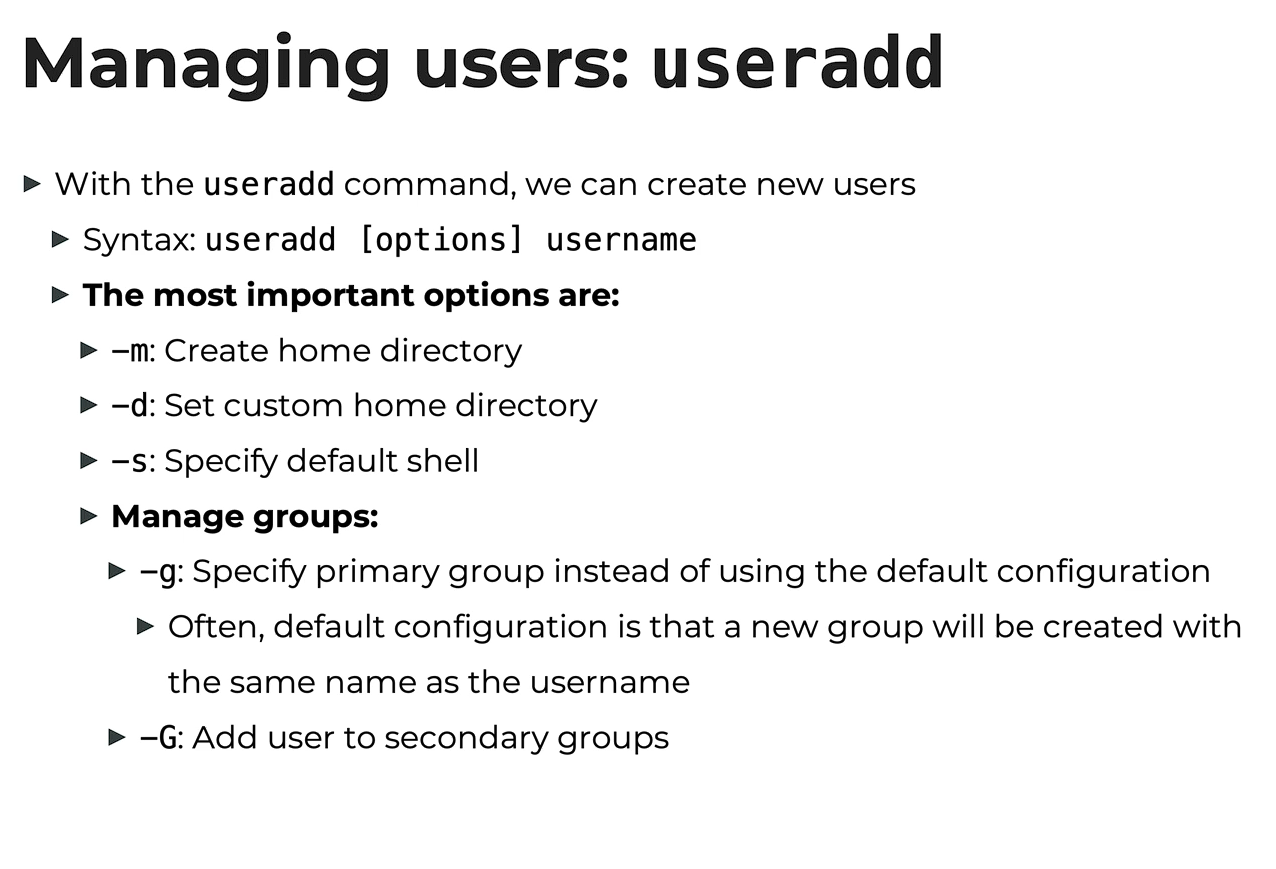 Managing users: useradd
▶ With the useradd command, we can create new users
▶ Syntax: useradd [options] username
▶ The most important options are:
▶ -m: Create home directory
▶ -d: Set custom home directory
▶ -s: Specify default shell
▶ Manage groups:
▶ -g: Specify primary group instead of using the default configuration
▶ Often, default configuration is that a new group will be created with
the same name as the username
▶ -G: Add user to secondary groups